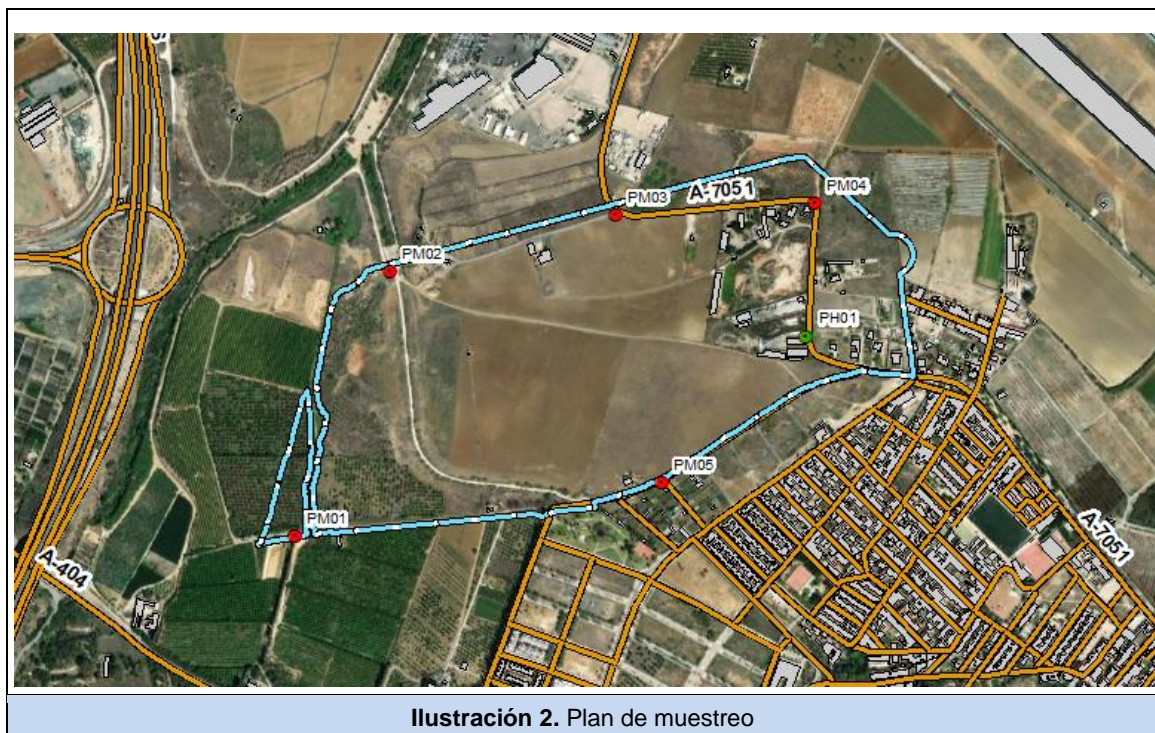 PM03
A-7051
PM04
PM02
PH01
PM05
PM01
A-404
A-7051
Ilustración 2. Plan de muestreo